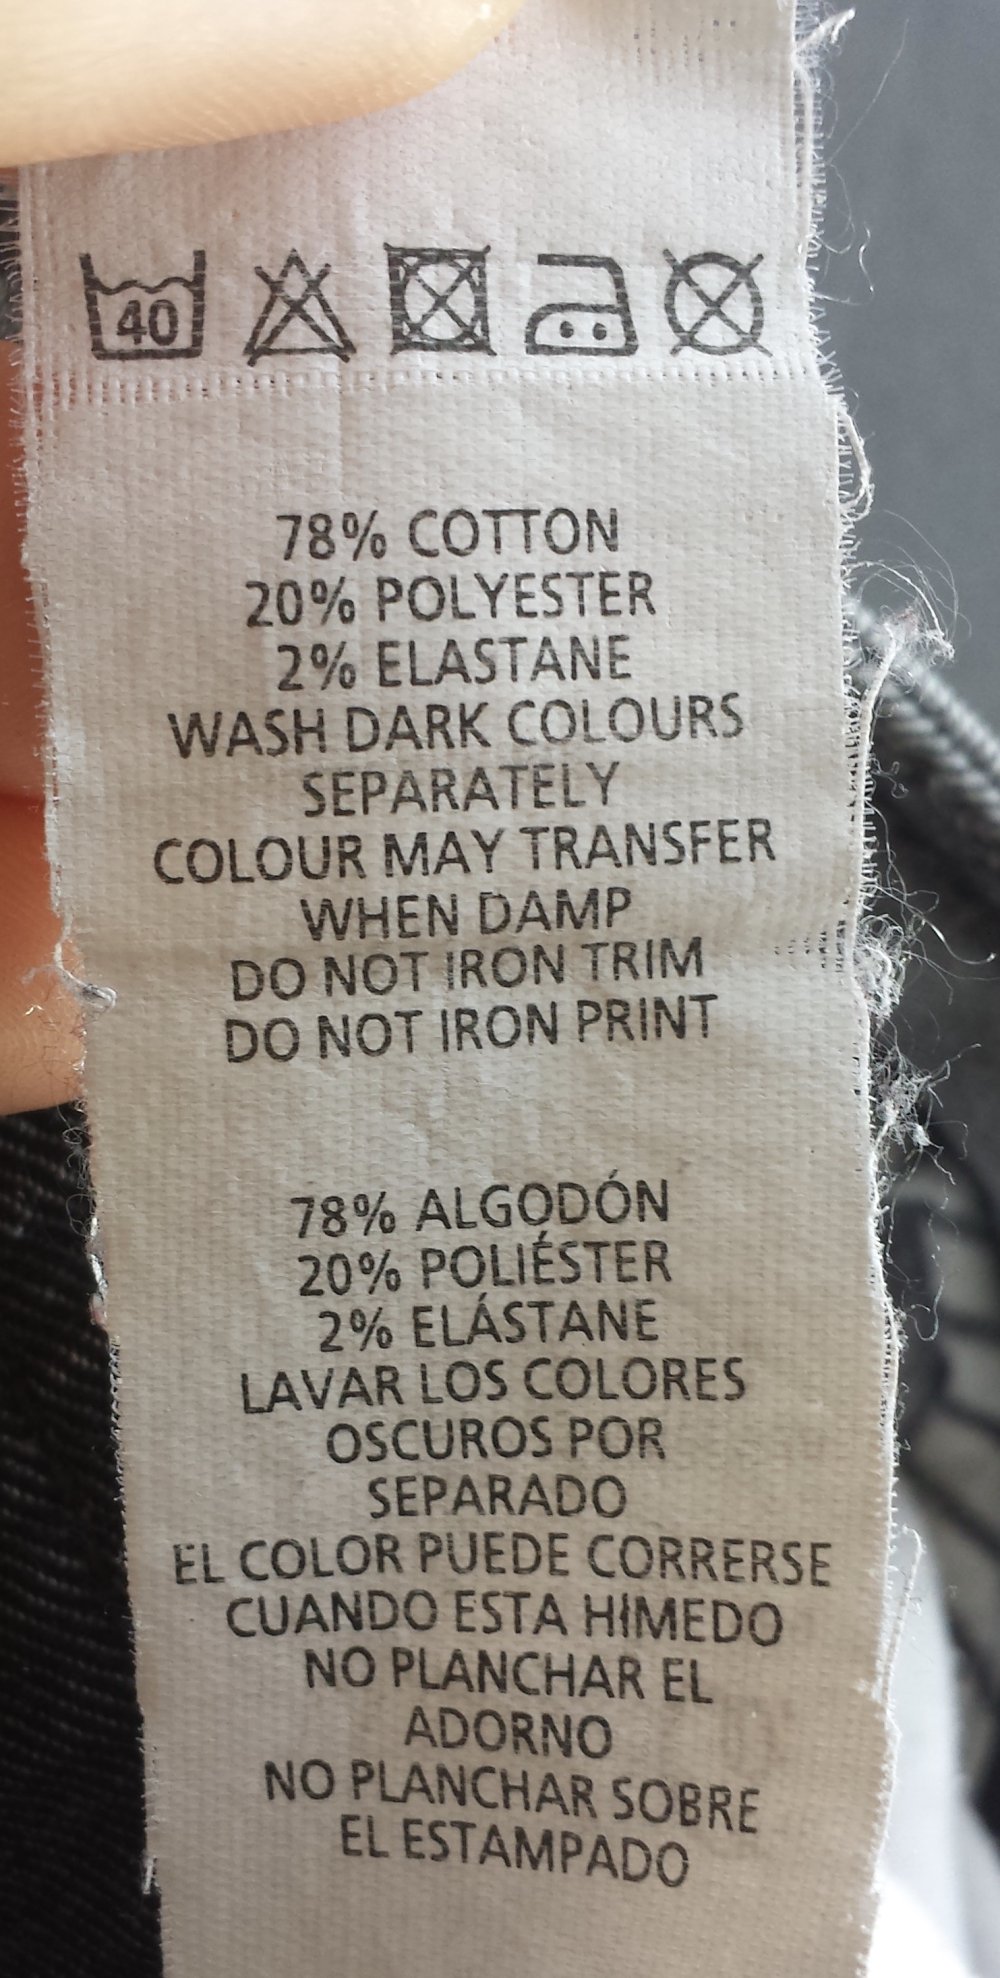 40
78% COTTON
20% POLYESTER
2% ELASTANE
WASH DARK COLOURS
SEPARATELY
COLOUR MAY TRANSFER
WHEN DAMP
DO NOT IRON TRIM
DO NOT IRON PRINT
78% ALGODÓN
20% POLIÉSTER
2% ELÁSTANE
LAVAR LOS COLORES
OSCUROS POR
SEPARADO
EL COLOR PUEDE CORRERSE
CUANDO ESTA HłMEDO
NO PLANCHAR EL
ADORNO
NO PLANCHAR SOBRE
EL ESTAMPADO